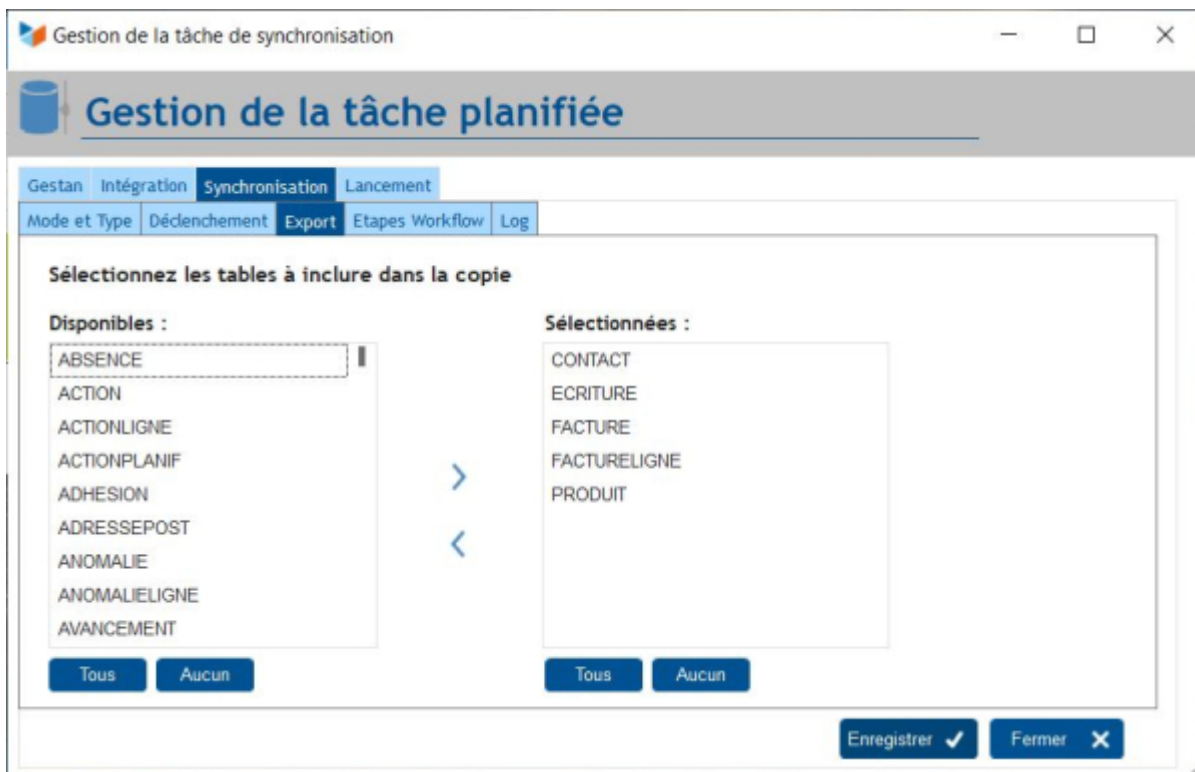 Gestion de la tâche de synchronisation
Gestion de la tâche planifiée
Gestan Intégration Synchronisation Lancement
Mode et Type Déclenchement Export Etapes Workflow Log
Sélectionnez les tables à inclure dans la copie
Disponibles : Sélectionnées :
ABSENCE CONTACT
ACTION ECRITURE
ACTIONLIGNE FACTURE
ACTIONPLANIF FACTURELIGNE
ADHESION PRODUIT
ADRESSEPOST
ANOMALIE
ANOMALIELIGNE
AVANCEMENT
Tous Aucun Tous Aucun
Enregistrer Fermer